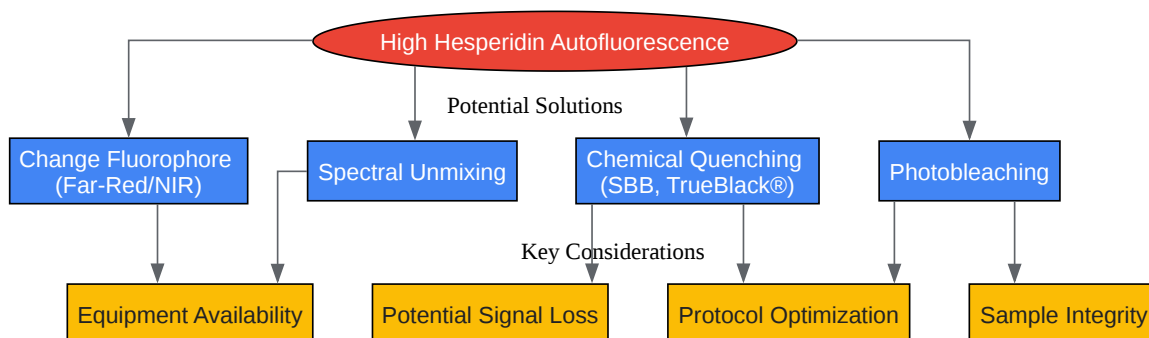 High Hesperidin Autofluorescence
Potential Solutions
Change Fluorophore
(Far-Red/NIR)
Spectral Unmixing
Chemical Quenching
(SBB, TrueBlack®)
Photobleaching
Key Considerations
Equipment Availability
Potential Signal Loss
Protocol Optimization
Sample Integrity